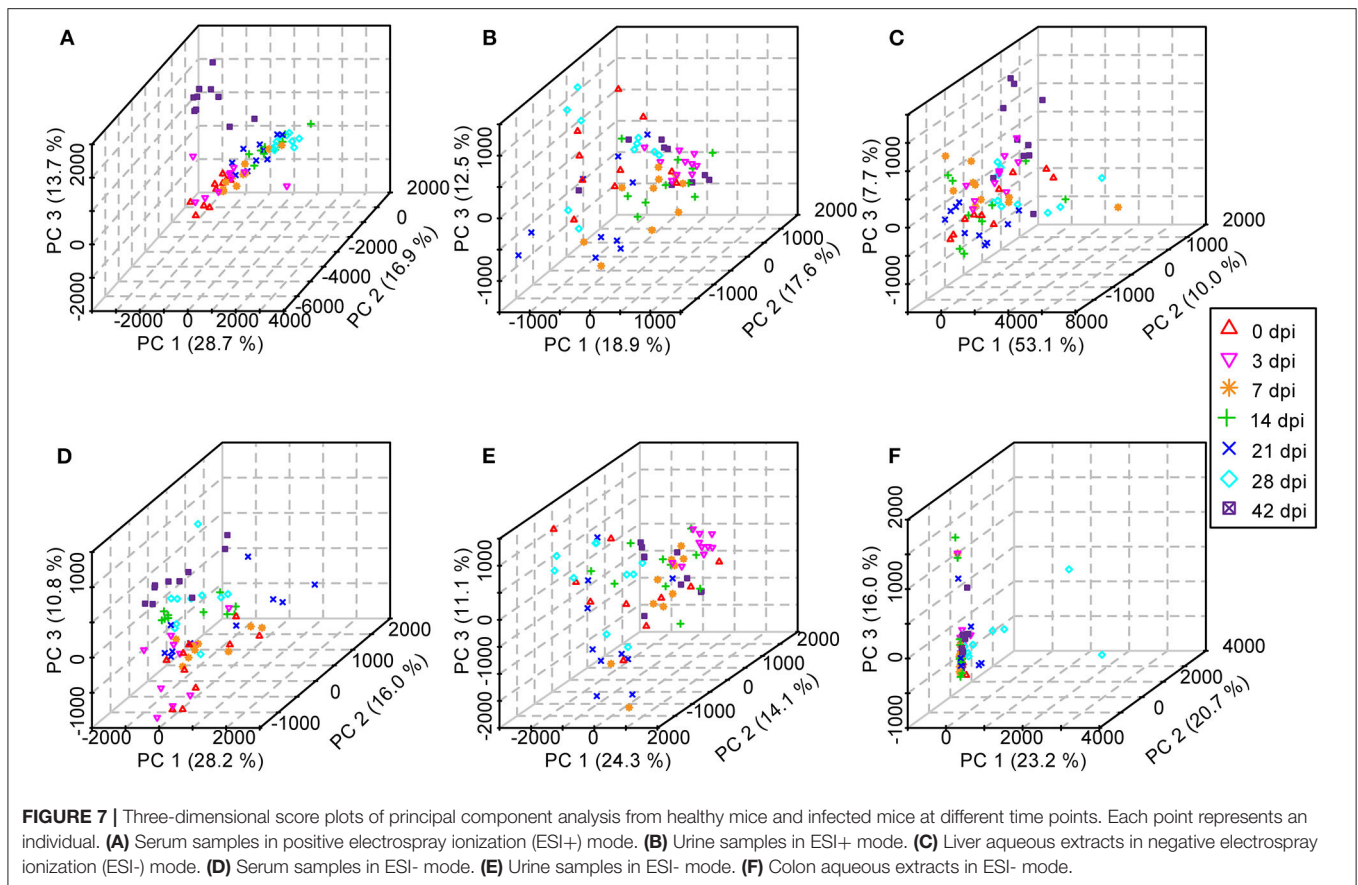 A
PC 3 (13.7 %)
2000
0
-2000
-2000 0 2000 4000
PC 1 (28.7 %)
-6000
-4000
-2000
0
2000
PC 2 (16.9 %)
B
PC 3 (12.5 %)
1000
0
-1000
-1000 0 1000
PC 1 (18.9 %)
-1000
0
1000
2000
PC 2 (17.6 %)
C
PC 3 (7.7 %)
1000
0
-1000
0 4000 8000
PC 1 (53.1 %)
-1000
0
1000
2000
PC 2 (10.0 %)
0 dpi
3 dpi
7 dpi
14 dpi
21 dpi
28 dpi
42 dpi
D
PC 3 (10.8 %)
1000
0
-1000
-2000 0 2000
PC 1 (28.2 %)
-1000
0
1000
2000
PC 2 (16.0 %)
E
PC 3 (11.1 %)
1000
0
-1000
-2000
-2000 0 2000
PC 1 (24.3 %)
-1000
0
1000
2000
PC 2 (14.1 %)
F
PC 3 (16.0 %)
2000
1000
0
-1000
0 2000 4000
PC 1 (23.2 %)
0
2000
4000
PC 2 (20.7 %)
FIGURE 7 | Three-dimensional score plots of principal component analysis from healthy mice and infected mice at different time points. Each point represents an
individual. (A) Serum samples in positive electrospray ionization (ESI+) mode. (B) Urine samples in ESI+ mode. (C) Liver aqueous extracts in negative electrospray
ionization (ESI-) mode. (D) Serum samples in ESI- mode. (E) Urine samples in ESI- mode. (F) Colon aqueous extracts in ESI- mode.